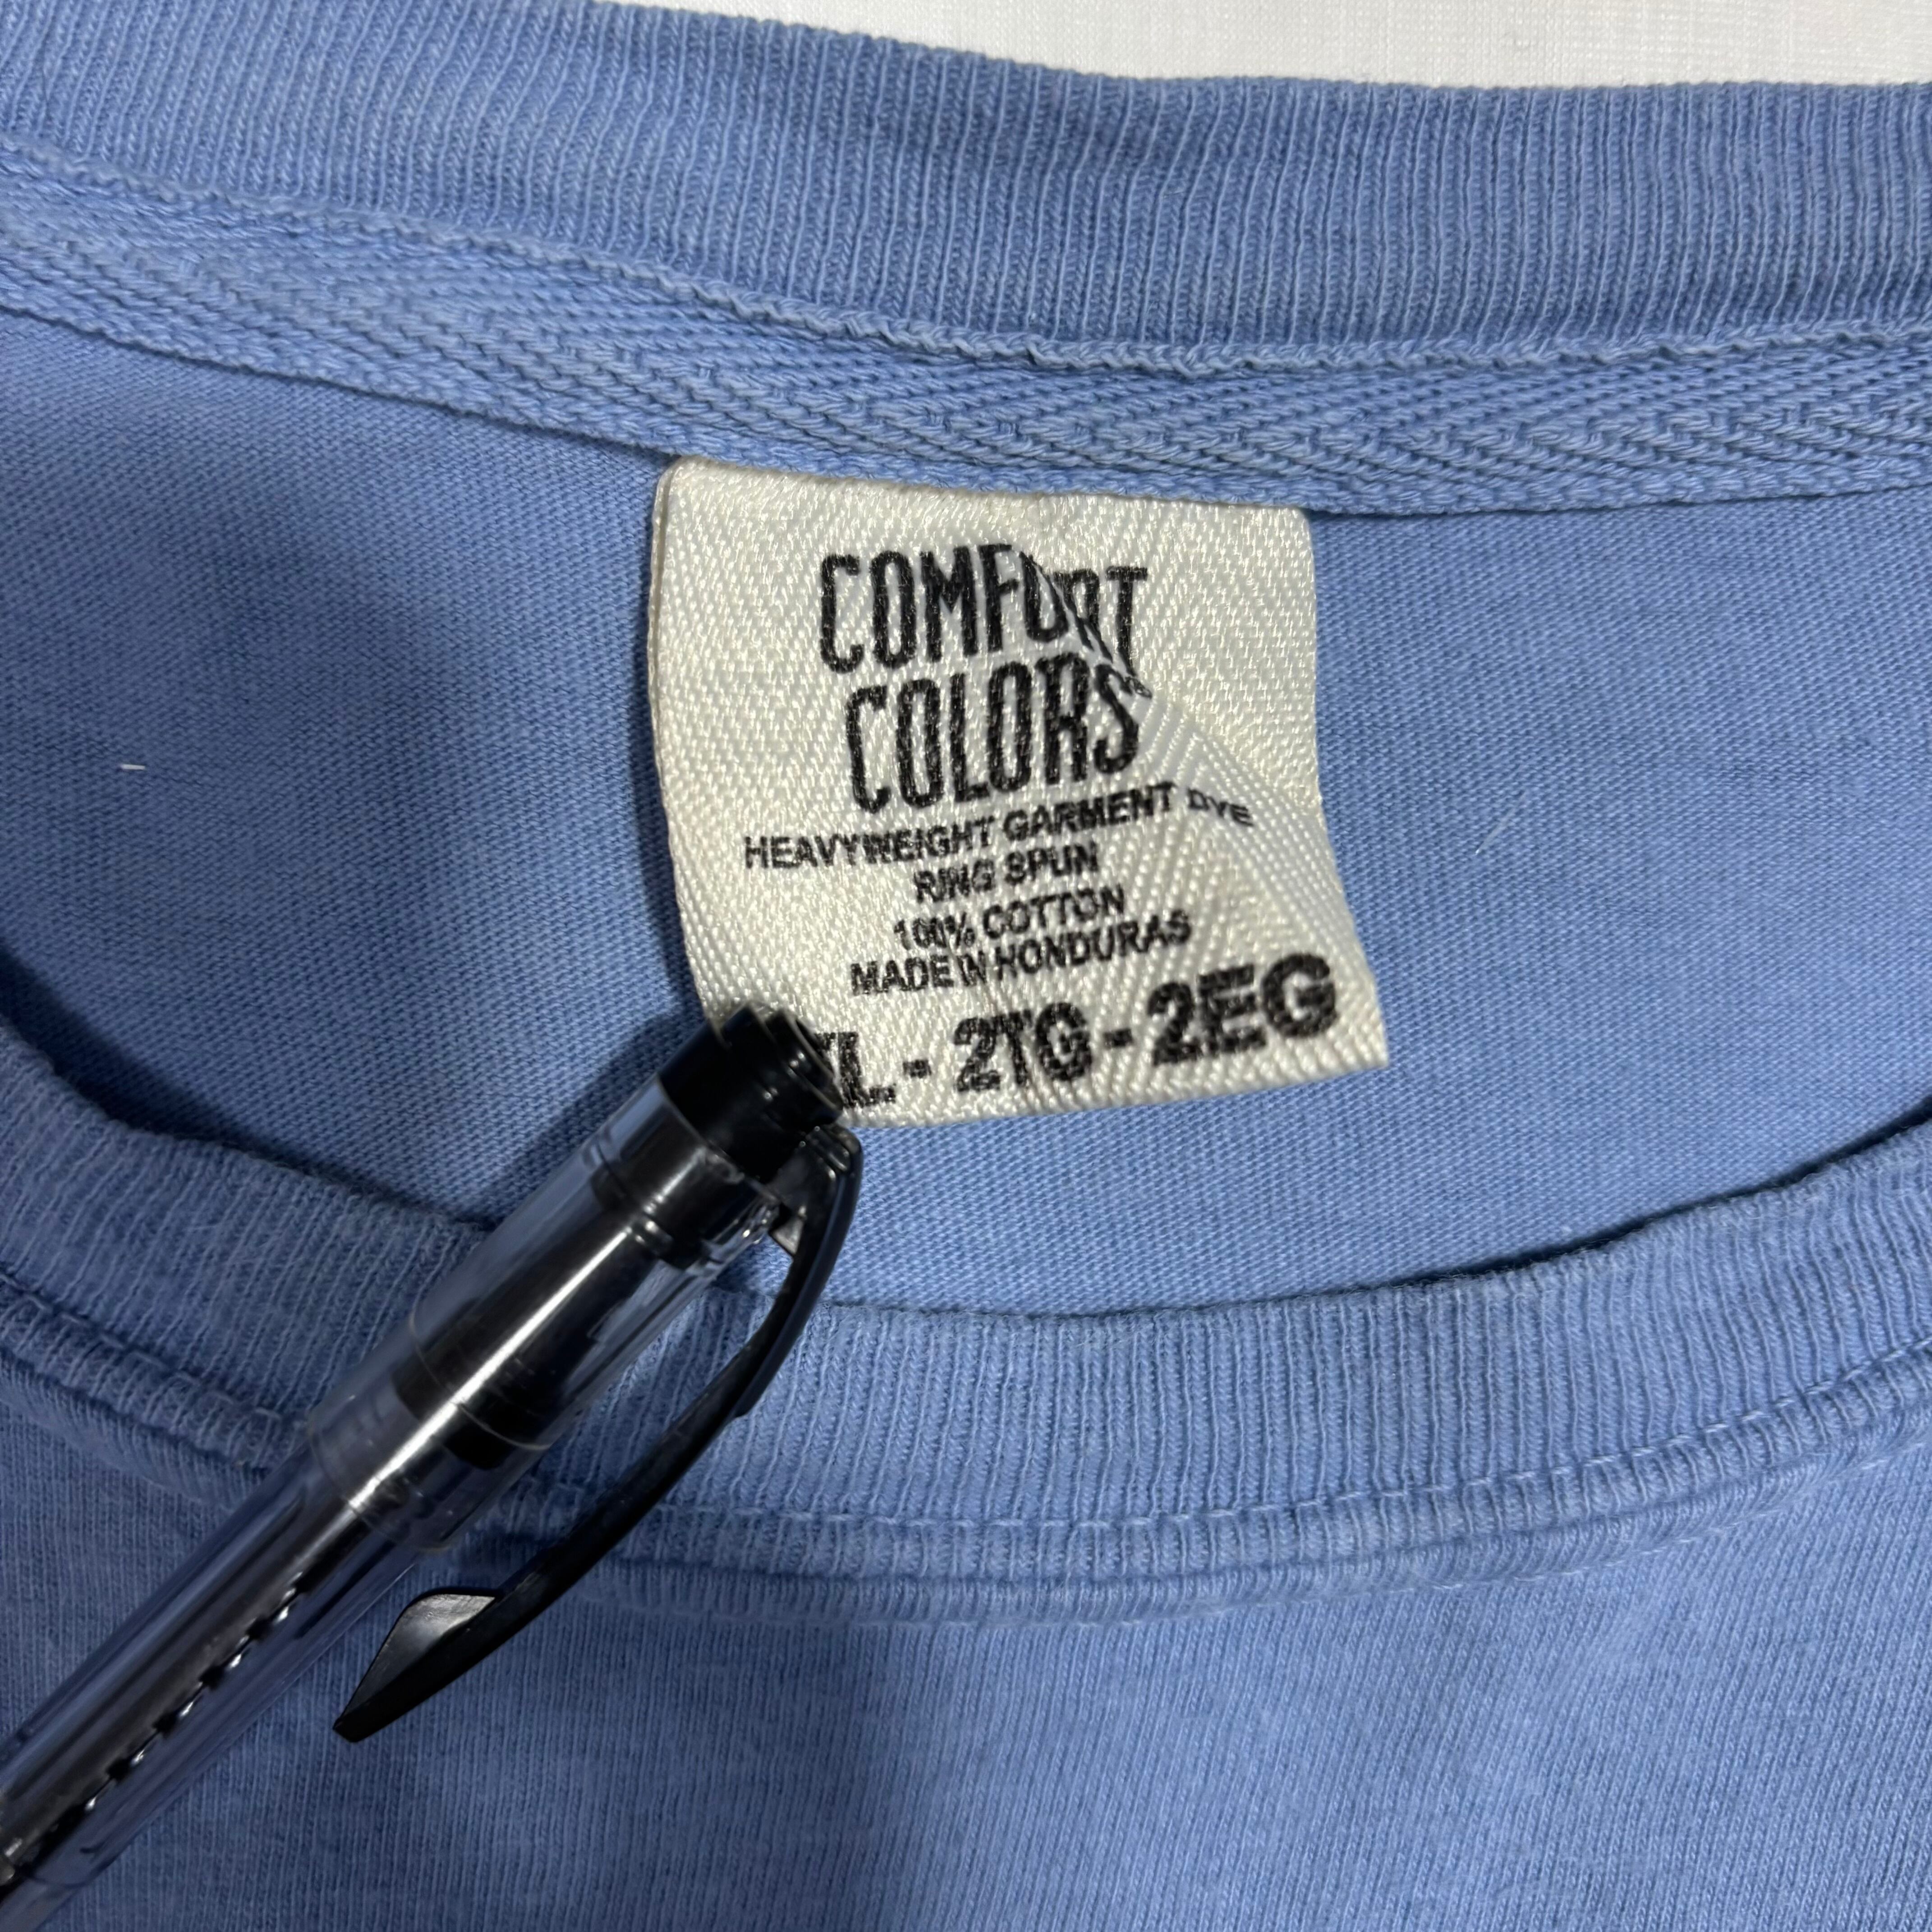 COMFORT
COLORS
HEAVYWEIGHT GARMENT DYE
RING SPUN
100% COTTON
MADE IN HONDURAS
L - 2TG - 2EG